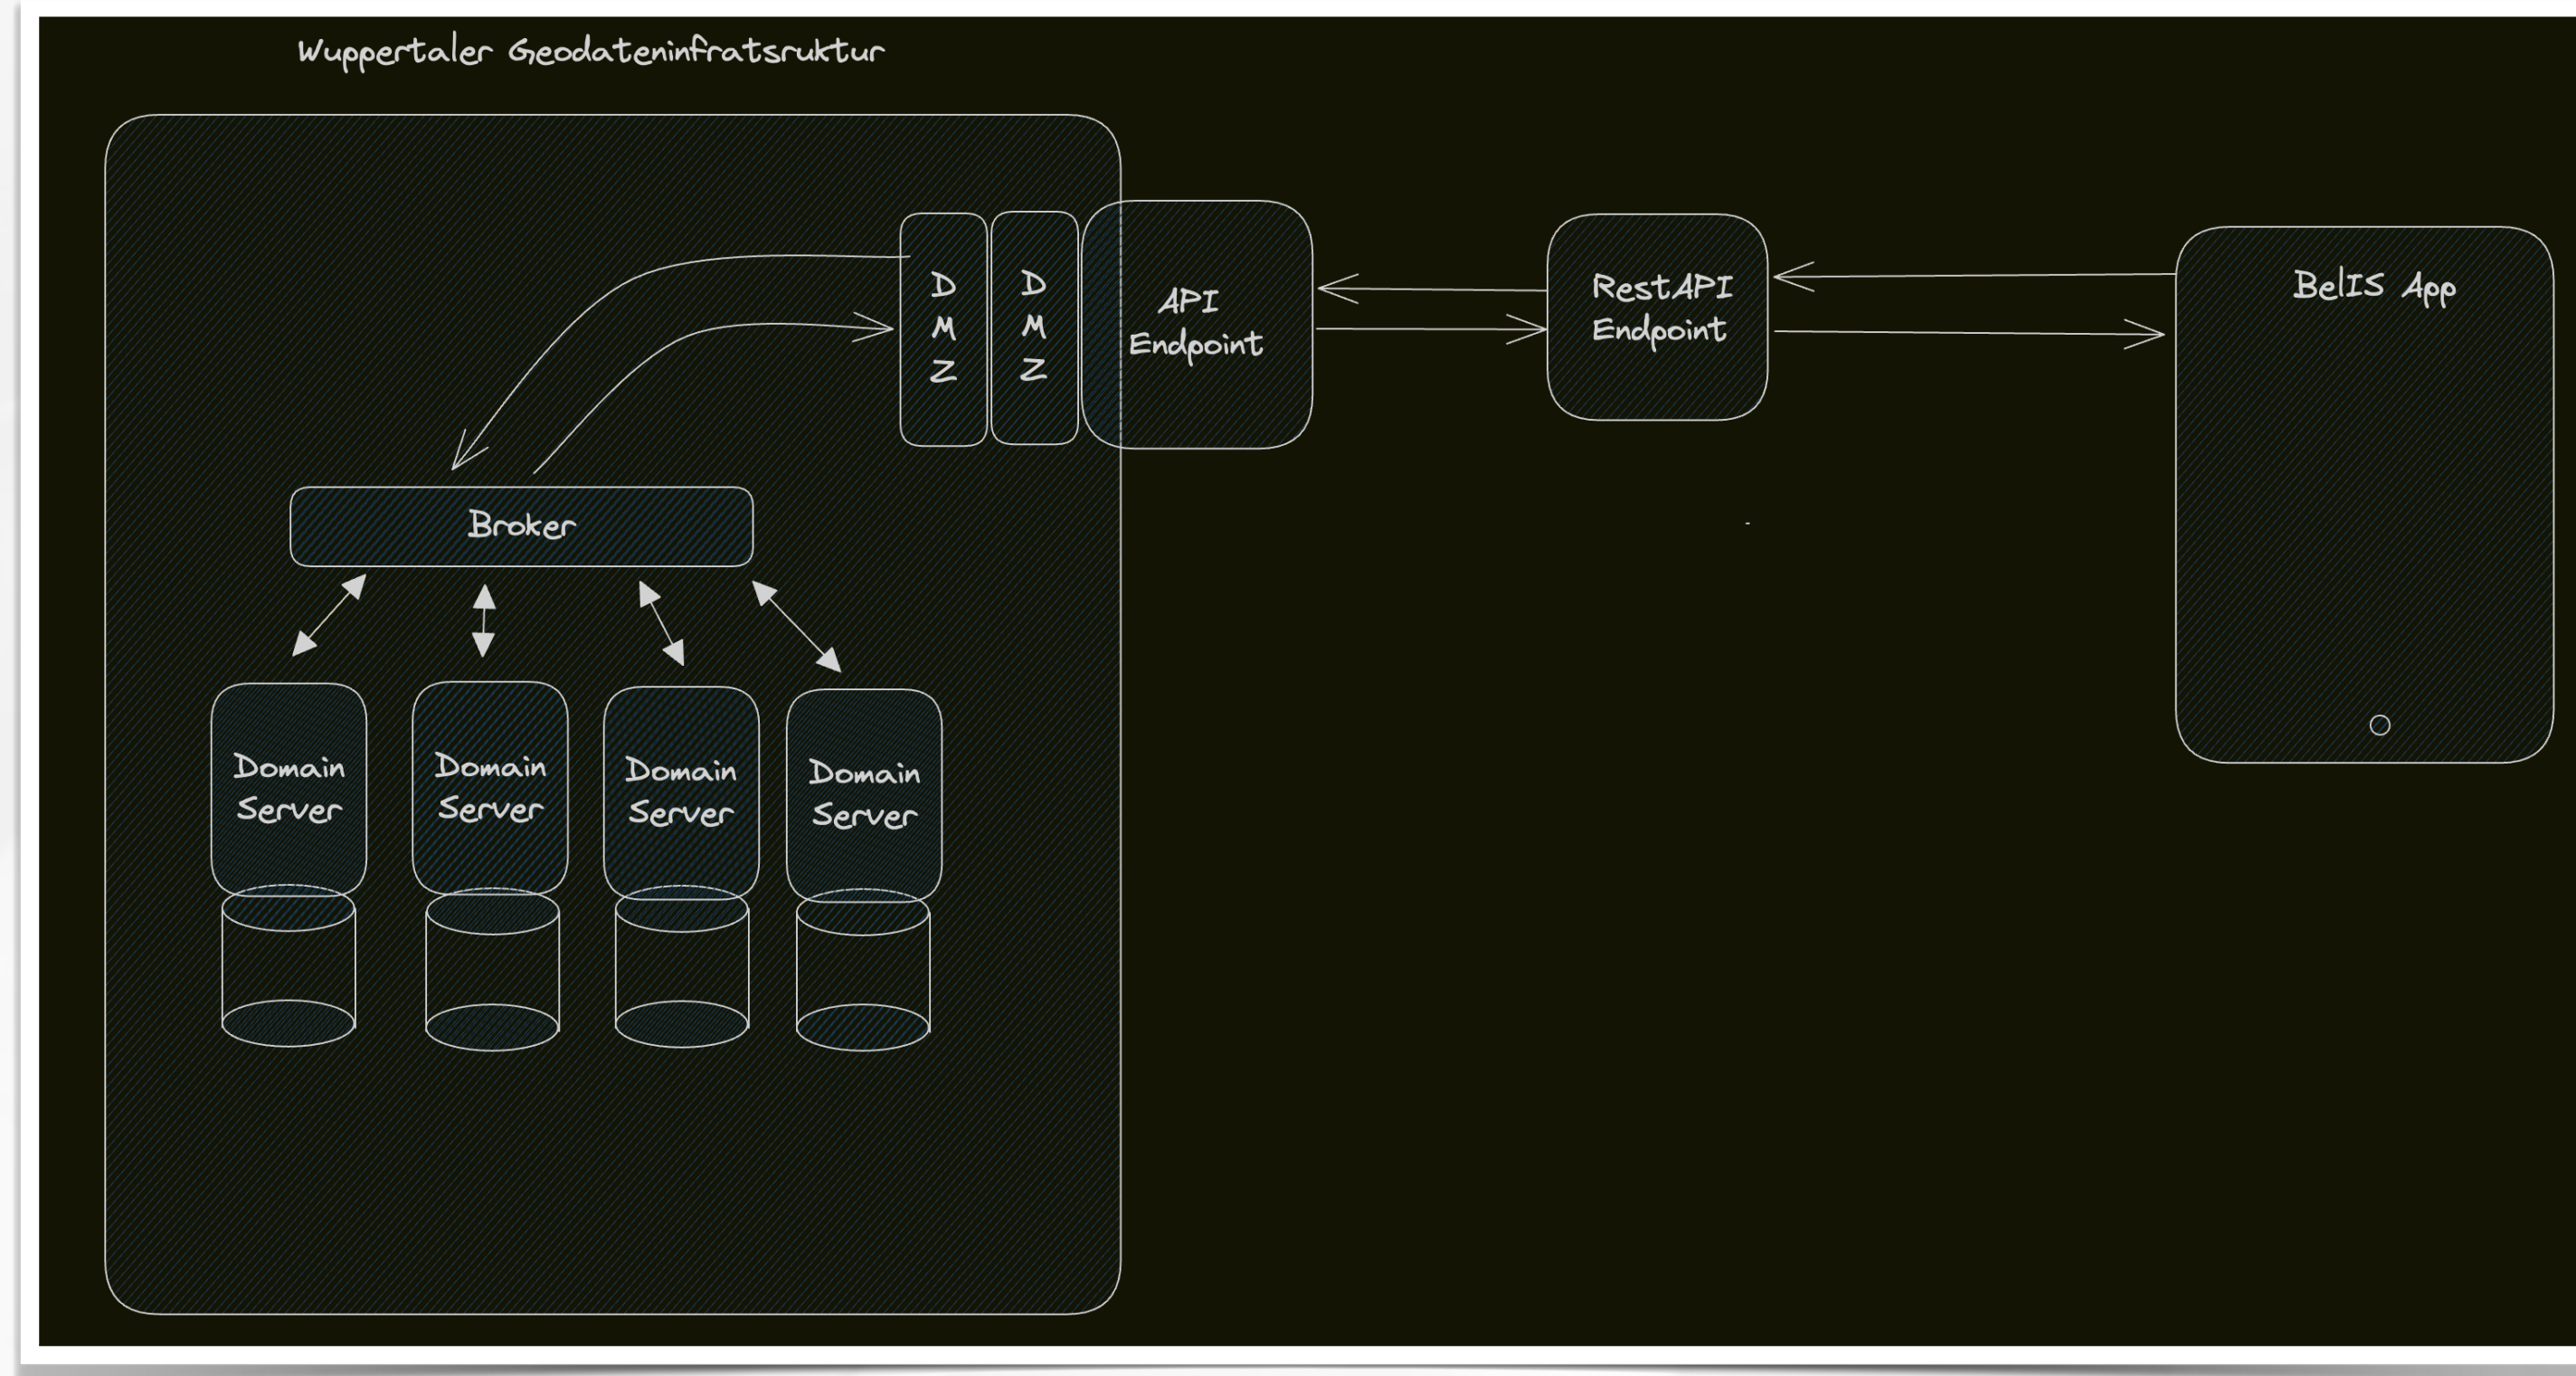 Wuppertaler Geodateninfratsruktur
D
M
Z
D
M
Z
API
Endpoint
RestAPI
Endpoint
BelIS App
Broker
Domain
Server
Domain
Server
Domain
Server
Domain
Server